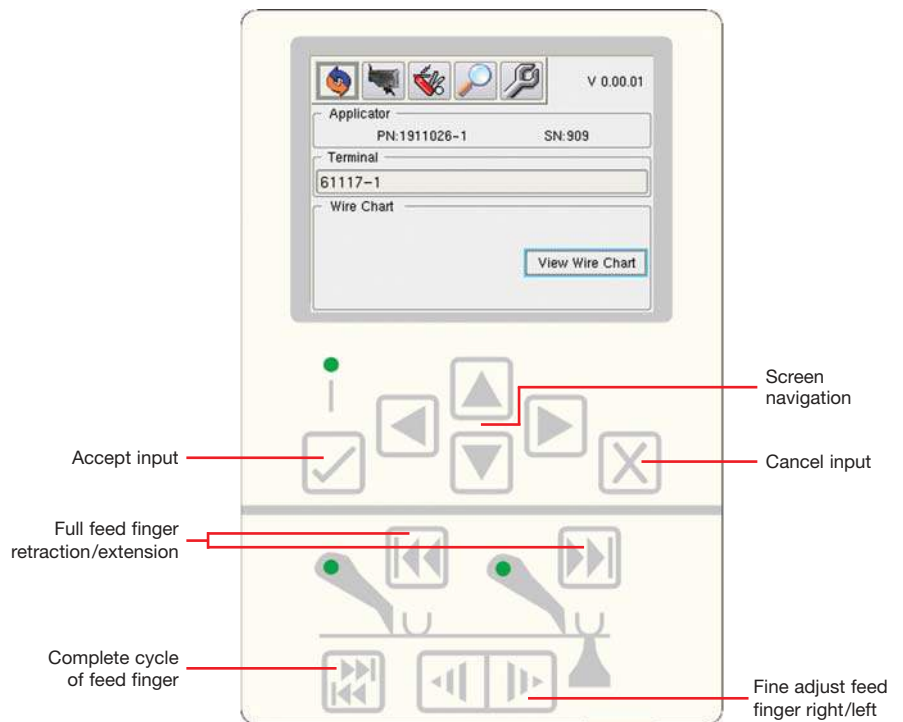 V 0.00.01
Applicator
PN:1911026-1 SN:909
Terminal
61117-1
Wire Chart
View Wire Chart
Screen
navigation
Accept input
Cancel input
Full feed finger
retraction/extension
Complete cycle
of feed finger
Fine adjust feed
finger right/left